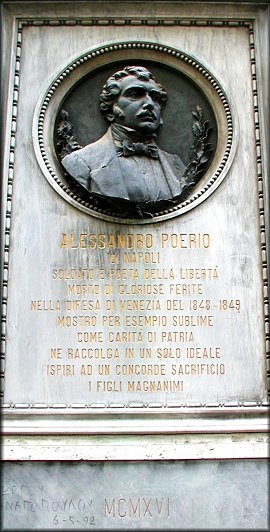 ALESSANDRO POERIO
DI NAPOLI
SOLDATO E POETA DELLA LIBERTÀ
MORTO DI GLORIOSE FERITE
NELLA DIFESA DI VENEZIA DEL 1848-1849
MOSTRÒ PER ESEMPIO SUBLIME
COME CARITÀ DI PATRIA
NE RACCOLGA IN UN SOLO IDEALE
ISPIRI AD UN CONCORDE SACRIFICIO
I FIGLI MAGNANIMI
MCMXVI
6-5-92